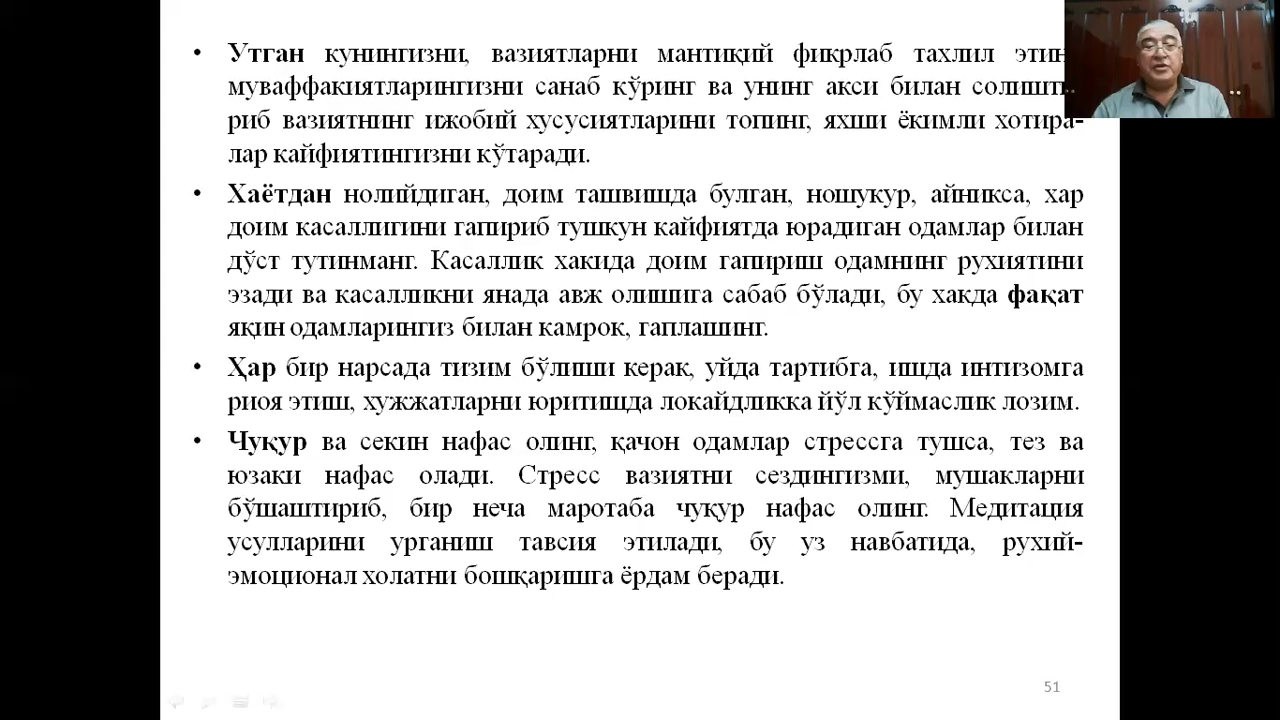 • Утган кунингизни, вазиятларни мантиқий фикрлаб тахлил этинг
муваффакиятларингизни санаб кўринг ва унинг акси билан солишти-
риб вазиятнинг ижобий хусусиятларини топинг, яхши ёкимли хотира-
лар кайфиятингизни кўтаради.
• Хаётдан нолийдиган, доим ташвишда булган, ношукур, айникса, хар
доим касаллигини гапириб тушкун кайфиятда юрадиган одамлар билан
дўст тутинманг. Касаллик хакида доим гапириш одамнинг рухиятини
эзади ва касалликни янада авж олишига сабаб бўлади, бу хакда фақат
яқин одамларингиз билан камрок, гаплашинг.
• Ҳар бир нарсада тизим бўлиши керак, уйда тартибга, ишда интизомга
риоя этиш, хужжатларни юритишда локайдликка йўл кўймаслик лозим.
• Чуқур ва секин нафас олинг, қачон одамлар стрессга тушса, тез ва
юзаки нафас олади. Стресс вазиятни сездингизми, мушакларни
бўшаштириб, бир неча маротаба чуқур нафас олинг. Медитация
усулларини урганиш тавсия этилади, бу уз навбатида, рухий-
эмоционал холатни бошқаришга ёрдам беради.
51